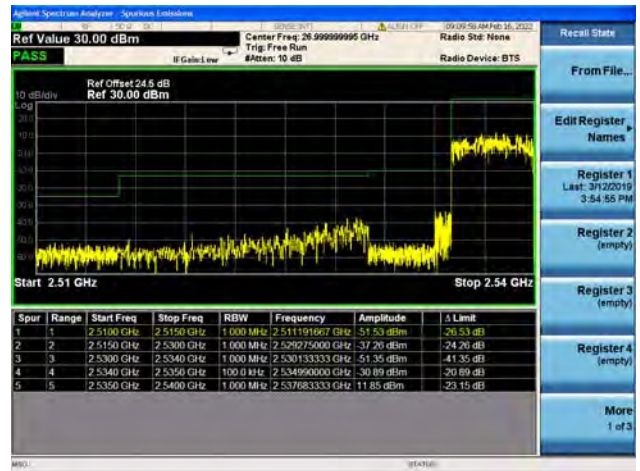 Agilent Spectrum Analyzer - Spurious Emissions
RF 50 Ω DC SENSE:INT ALIGN OFF 09:09:56 AM Feb 16, 2022
Ref Value 30.00 dBm Center Freq: 26.999999995 GHz Radio Std: None
Trig: Free Run
PASS IFGain:Low #Atten: 10 dB Radio Device: BTS
Ref Offset 24.5 dB
10 dB/div Ref 30.00 dBm
Log
Start 2.51 GHz Stop 2.54 GHz
Spur Range Start Freq Stop Freq RBW Frequency Amplitude Δ Limit
1 1 2.5100 GHz 2.5150 GHz 1.000 MHz 2.511191667 GHz -51.53 dBm -26.53 dB
2 2 2.5150 GHz 2.5300 GHz 1.000 MHz 2.529275000 GHz -37.26 dBm -24.26 dB
3 3 2.5300 GHz 2.5340 GHz 1.000 MHz 2.530133333 GHz -51.35 dBm -41.35 dB
4 4 2.5340 GHz 2.5350 GHz 100.0 kHz 2.534990000 GHz -30.89 dBm -20.89 dB
5 5 2.5350 GHz 2.5400 GHz 1.000 MHz 2.537683333 GHz 11.85 dBm -23.15 dB
MSG STATUS
Recall State
From File...
Edit Register
Names
Register 1
Last: 3/12/2019
3:54:55 PM
Register 2
(empty)
Register 3
(empty)
Register 4
(empty)
More
1 of 3